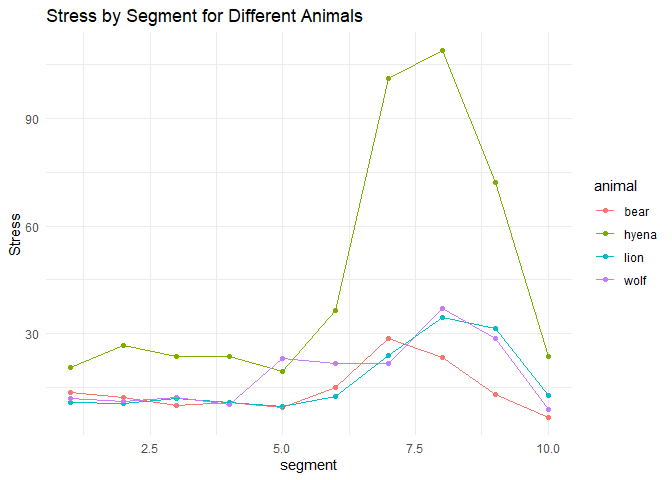 Stress by Segment for Different Animals
90
60
30
Stress
2.5
5.0
7.5
10.0
segment
animal
bear
hyena
lion
wolf